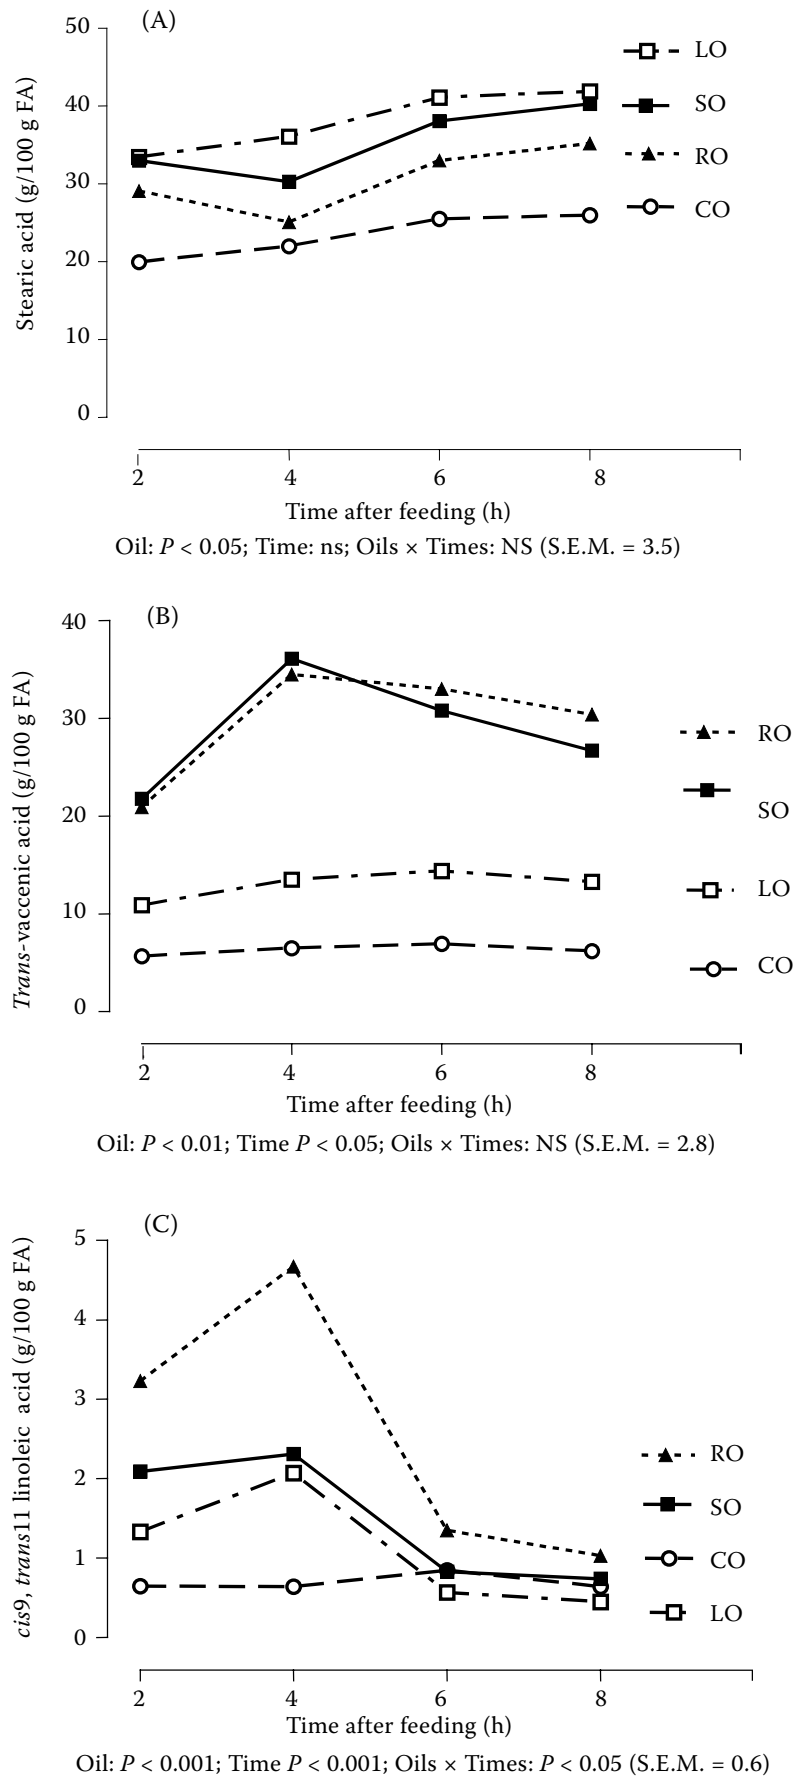 (A)
50
40
30
20
10
0
Stearic acid (g/100 g FA)
LO
SO
RO
CO
2 4 6 8
Time after feeding (h)
Oil: P < 0.05; Time: ns; Oils × Times: NS (S.E.M. = 3.5)
(B)
40
30
20
10
0
Trans-vaccenic acid (g/100 g FA)
RO
SO
LO
CO
2 4 6 8
Time after feeding (h)
Oil: P < 0.01; Time P < 0.05; Oils × Times: NS (S.E.M. = 2.8)
(C)
5
4
3
2
1
0
cis9, trans11 linoleic acid (g/100 g FA)
RO
SO
CO
LO
2 4 6 8
Time after feeding (h)
Oil: P < 0.001; Time P < 0.001; Oils × Times: P < 0.05 (S.E.M. = 0.6)